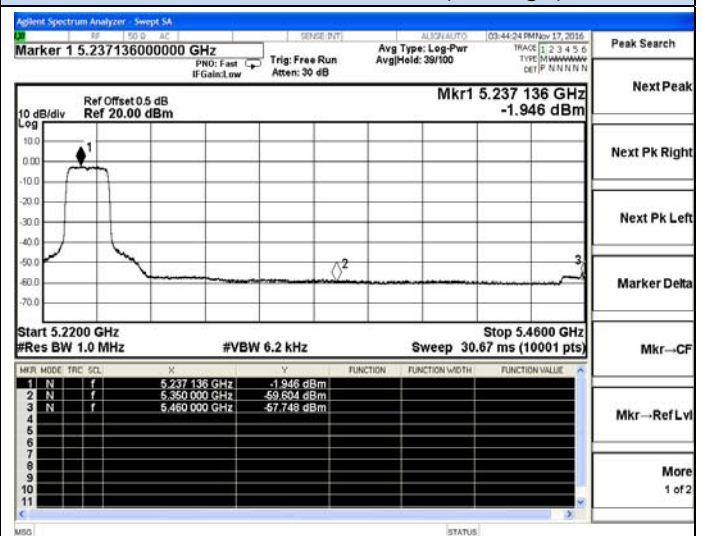 Agilent Spectrum Analyzer - Swept SA
RF 50 Ω AC SENSE:INT ALIGN AUTO 03:44:24 PM Nov 17, 2016
Marker 1 5.237136000000 GHz
PNO: Fast
IFGain:Low
Trig: Free Run
Atten: 30 dB
Avg Type: Log-Pwr
Avg|Hold: 39/100
TRACE 1 2 3 4 5 6
TYPE M WWWWW
DET P N N N N N
Peak Search
Next Peak
Next Pk Right
Next Pk Left
Marker Delta
Mkr→CF
Mkr→Ref Lvl
More
1 of 2
Mkr1 5.237 136 GHz
-1.946 dBm
Ref Offset 0.5 dB
10 dB/div Ref 20.00 dBm
Log
10.0
0.00
-10.0
-20.0
-30.0
-40.0
-50.0
-60.0
-70.0
1
2
3
Start 5.2200 GHz Stop 5.4600 GHz
#Res BW 1.0 MHz #VBW 6.2 kHz Sweep 30.67 ms (10001 pts)
MKR MODE TRC SCL X Y FUNCTION FUNCTION WIDTH FUNCTION VALUE
1 N f 5.237 136 GHz -1.946 dBm
2 N f 5.350 000 GHz -59.604 dBm
3 N f 5.460 000 GHz -57.748 dBm
4
5
6
7
8
9
10
11
MSG STATUS